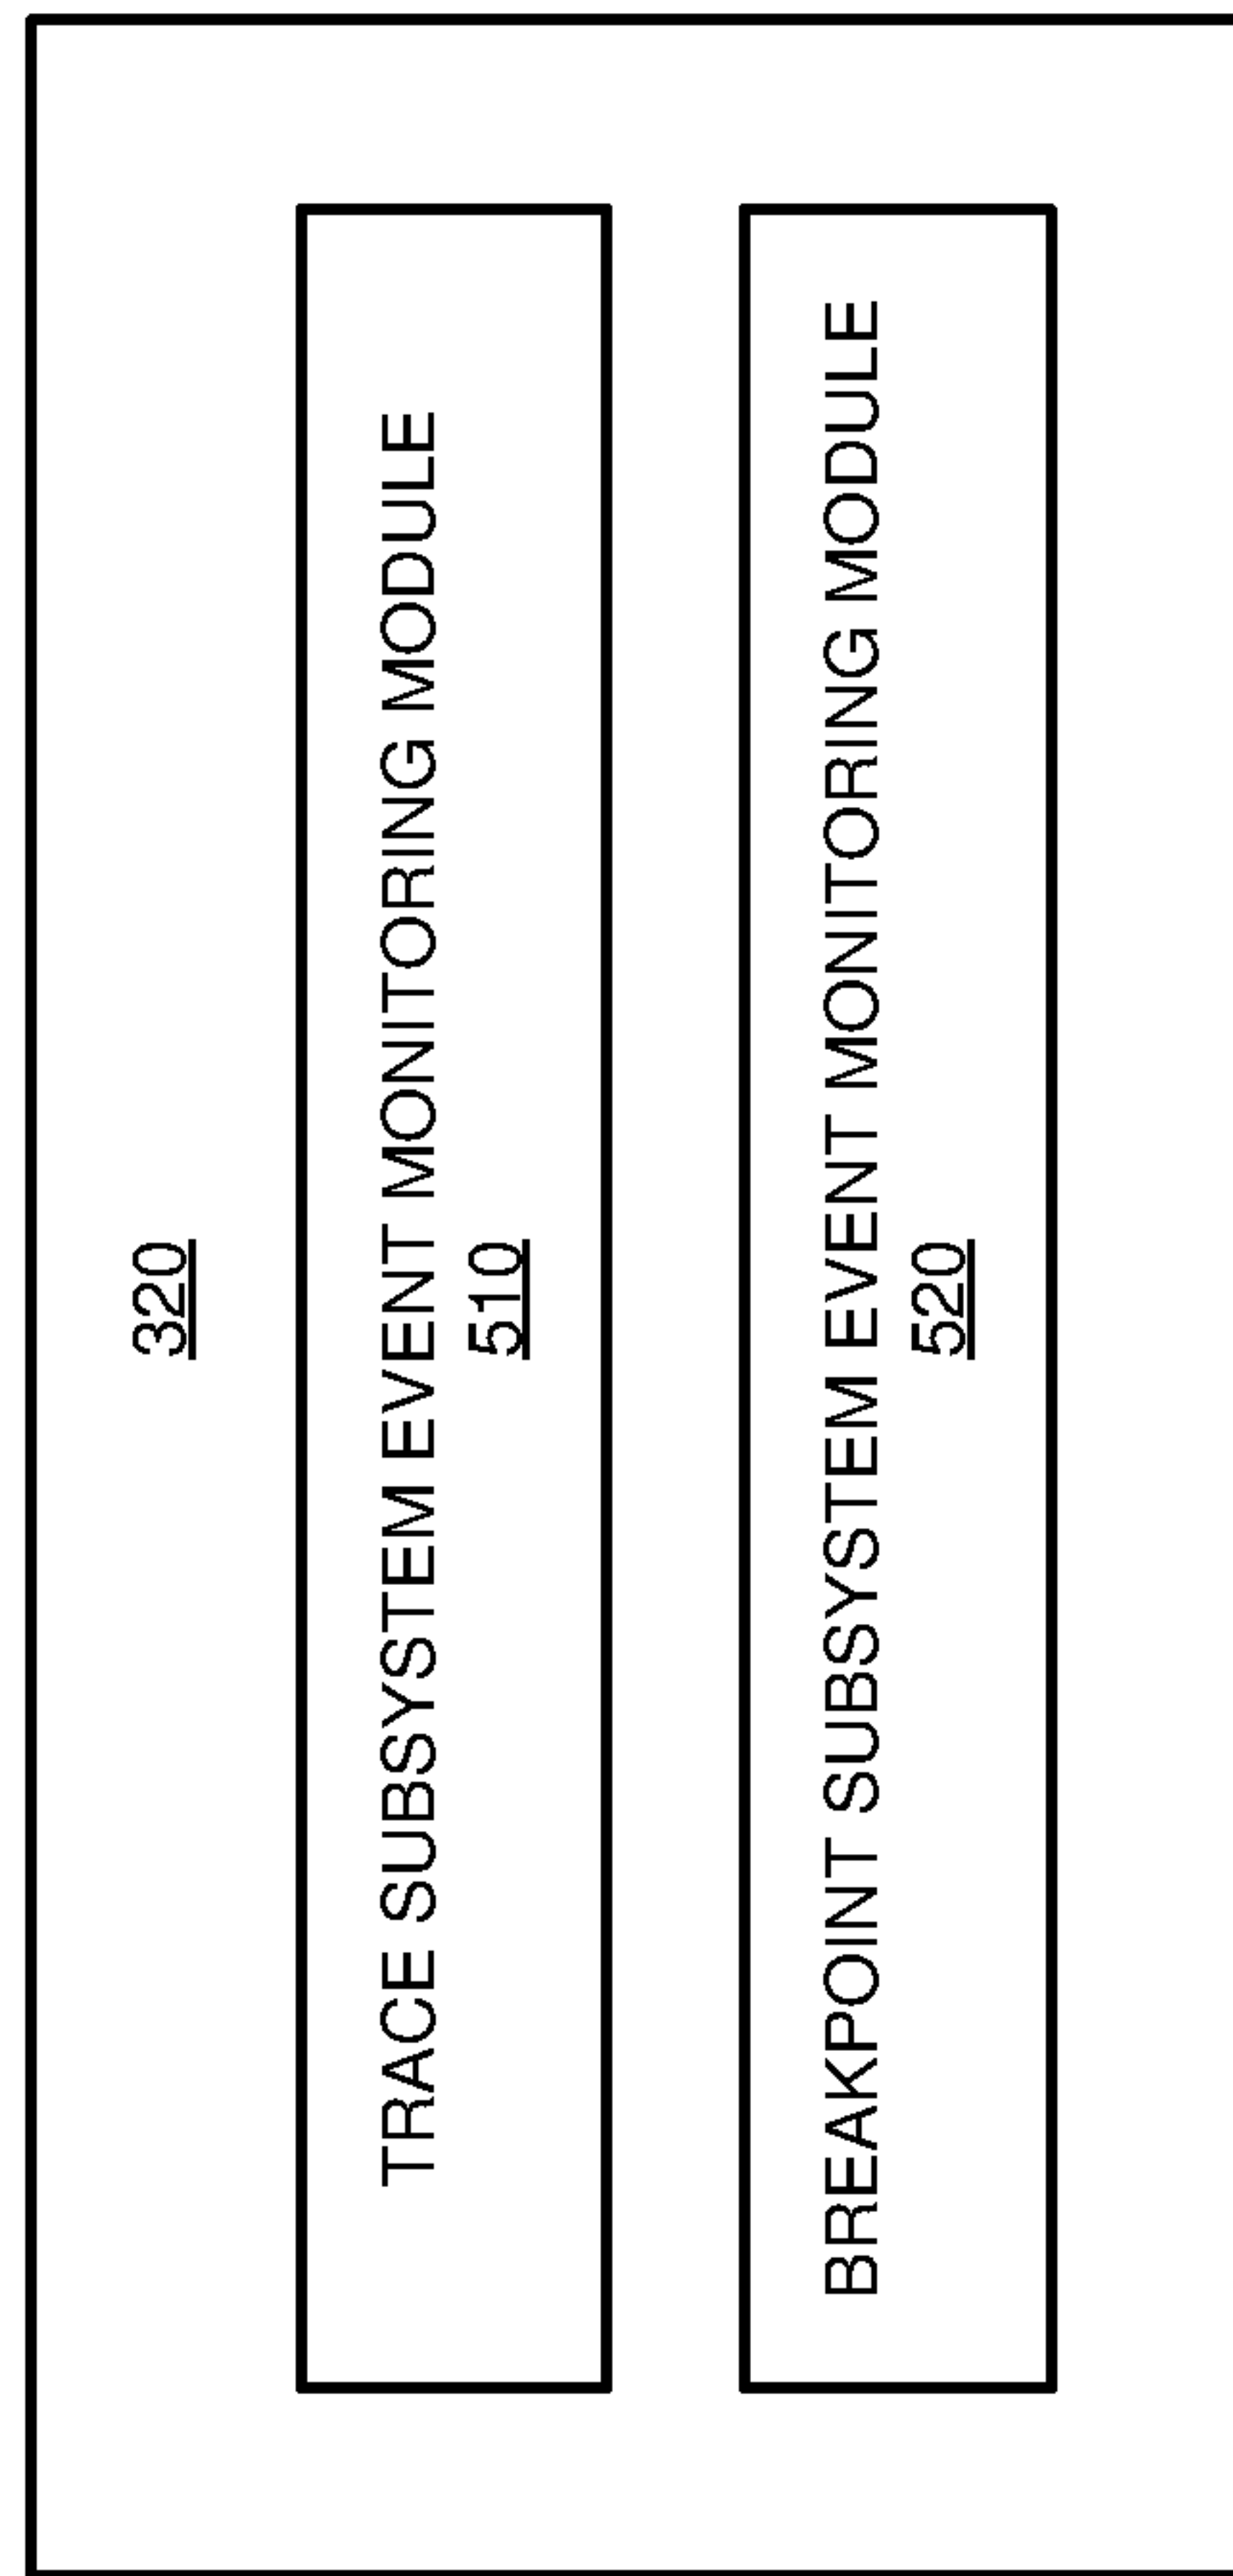 320
TRACE SUBSYSTEM EVENT MONITORING MODULE
510
BREAKPOINT SUBSYSTEM EVENT MONITORING MODULE
520